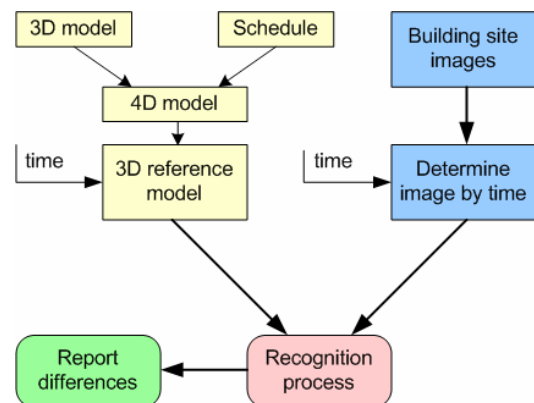 3D model
Schedule
Building site
images
4D model
time
3D reference
model
time
Determine
image by time
Report
differences
Recognition
process